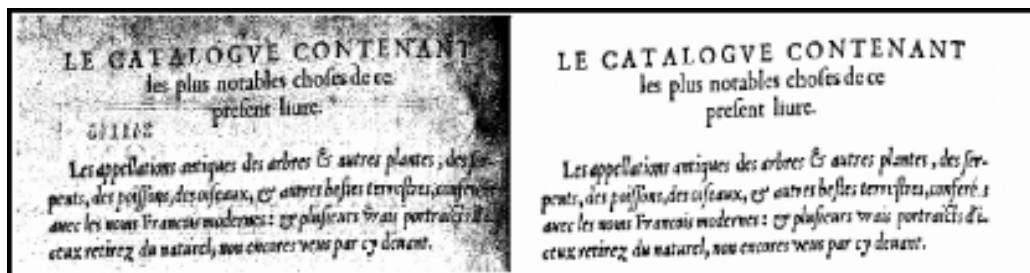 LE CATALOGVE CONTENANT
les plus notables choses de ce
present liure.
Les appellations antiques des arbres & autres plantes, des ser-
pents, des poissons, des oiseaux, & autres bestes terrestres, conferé
auec les noms Francois modernes: & plusieurs vrais portraicts d'i-
ceux retirez du naturel, non encores veus par cy deuant.
LE CATALOGVE CONTENANT
les plus notables choses de ce
present liure.
Les appellations antiques des arbres & autres plantes, des ser-
pents, des poissons, des oiseaux, & autres bestes terrestres, conferé
auec les noms Francois modernes: & plusieurs vrais portraicts d'i-
ceux retirez du naturel, non encores veus par cy deuant.